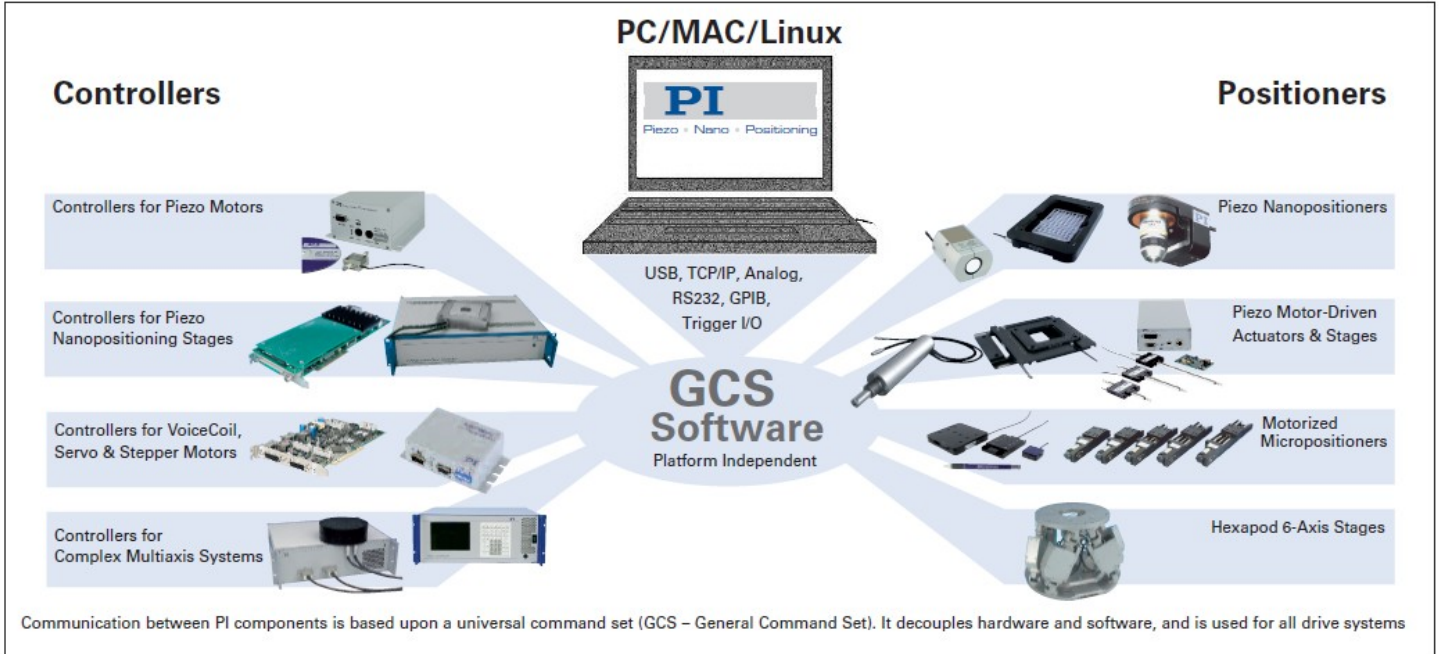 PC/MAC/Linux
Controllers
Positioners
PI
Piezo • Nano • Positioning
Controllers for Piezo Motors
Controllers for Piezo
Nanopositioning Stages
Controllers for VoiceCoil,
Servo & Stepper Motors
Controllers for
Complex Multiaxis Systems
USB, TCP/IP, Analog,
RS232, GPIB,
Trigger I/O
GCS
Software
Platform Independent
Piezo Nanopositioners
PI
Piezo Motor-Driven
Actuators & Stages
Motorized
Micropositioners
Hexapod 6-Axis Stages
Communication between PI components is based upon a universal command set (GCS – General Command Set). It decouples hardware and software, and is used for all drive systems